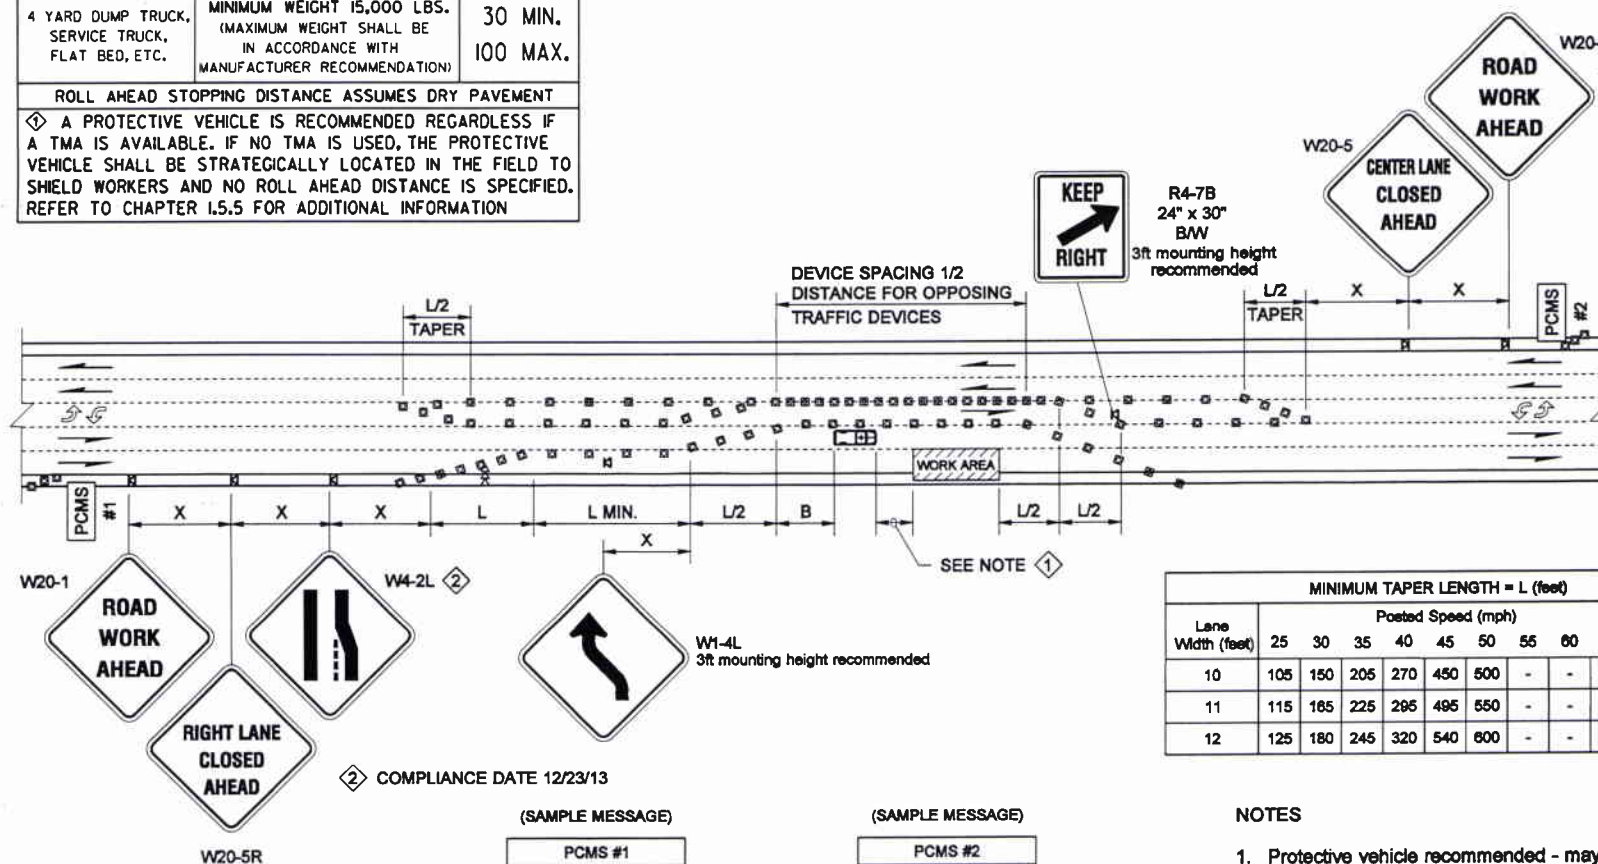 4 YARD DUMP TRUCK,
SERVICE TRUCK,
FLAT BED, ETC.
MINIMUM WEIGHT 15,000 LBS.
(MAXIMUM WEIGHT SHALL BE
IN ACCORDANCE WITH
MANUFACTURER RECOMMENDATION)
30 MIN.
100 MAX.
ROLL AHEAD STOPPING DISTANCE ASSUMES DRY PAVEMENT
1 A PROTECTIVE VEHICLE IS RECOMMENDED REGARDLESS IF
A TMA IS AVAILABLE. IF NO TMA IS USED, THE PROTECTIVE
VEHICLE SHALL BE STRATEGICALLY LOCATED IN THE FIELD TO
SHIELD WORKERS AND NO ROLL AHEAD DISTANCE IS SPECIFIED.
REFER TO CHAPTER 1.5.5 FOR ADDITIONAL INFORMATION
W20-
ROAD
WORK
AHEAD
W20-5
CENTER LANE
CLOSED
AHEAD
KEEP
RIGHT
R4-7B
24" x 30"
B/W
3ft mounting height
recommended
DEVICE SPACING 1/2
DISTANCE FOR OPPOSING
TRAFFIC DEVICES
L/2
TAPER
L/2
TAPER
X
X
PCMS
#2
WORK AREA
PCMS
#1
X
X
X
L
L MIN.
L/2
B
L/2
L/2
X
SEE NOTE 1
W20-1
ROAD
WORK
AHEAD
W4-2L 2
RIGHT LANE
CLOSED
AHEAD
W20-5R
W1-4L
3ft mounting height recommended
2 COMPLIANCE DATE 12/23/13
MINIMUM TAPER LENGTH = L (feet)
Lane
Width (feet)
Posted Speed (mph)
25 30 35 40 45 50 55 60
10 105 150 205 270 450 500 - -
11 115 165 225 295 495 550 - -
12 125 180 245 320 540 600 - -
(SAMPLE MESSAGE)
PCMS #1
(SAMPLE MESSAGE)
PCMS #2
NOTES
1. Protective vehicle recommended - may